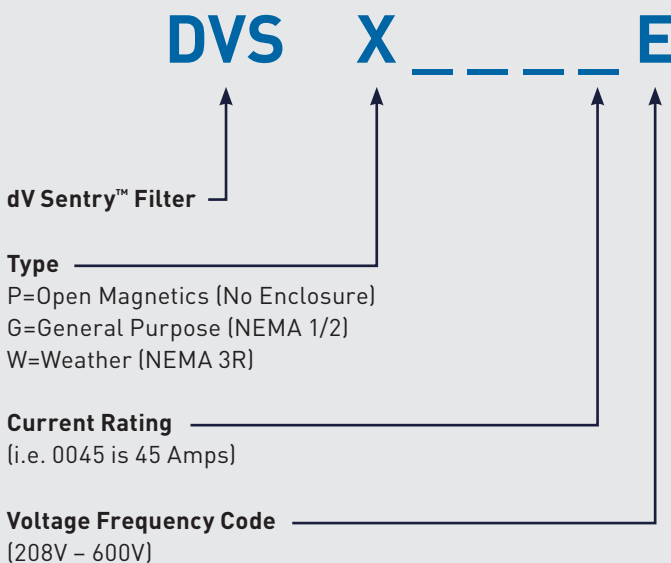 DVS X _ _ _ _ E
dV Sentry™ Filter
Type
P=Open Magnetics (No Enclosure)
G=General Purpose (NEMA 1/2)
W=Weather (NEMA 3R)
Current Rating
(i.e. 0045 is 45 Amps)
Voltage Frequency Code
(208V – 600V)